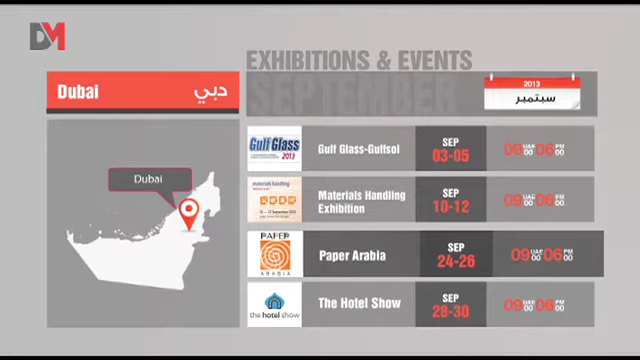 DM
EXHIBITIONS & EVENTS
SEPTEMBER
Dubai
دبي
2013
سبتمبر
Dubai
Gulf Glass
2013
Gulf Glass-Gulfsol
SEP
03-05
materials handling
Materials Handling
Exhibition
SEP
10-12
PAPER
ARABIA
Paper Arabia
SEP
24-26
the hotel show
The Hotel Show
SEP
28-30